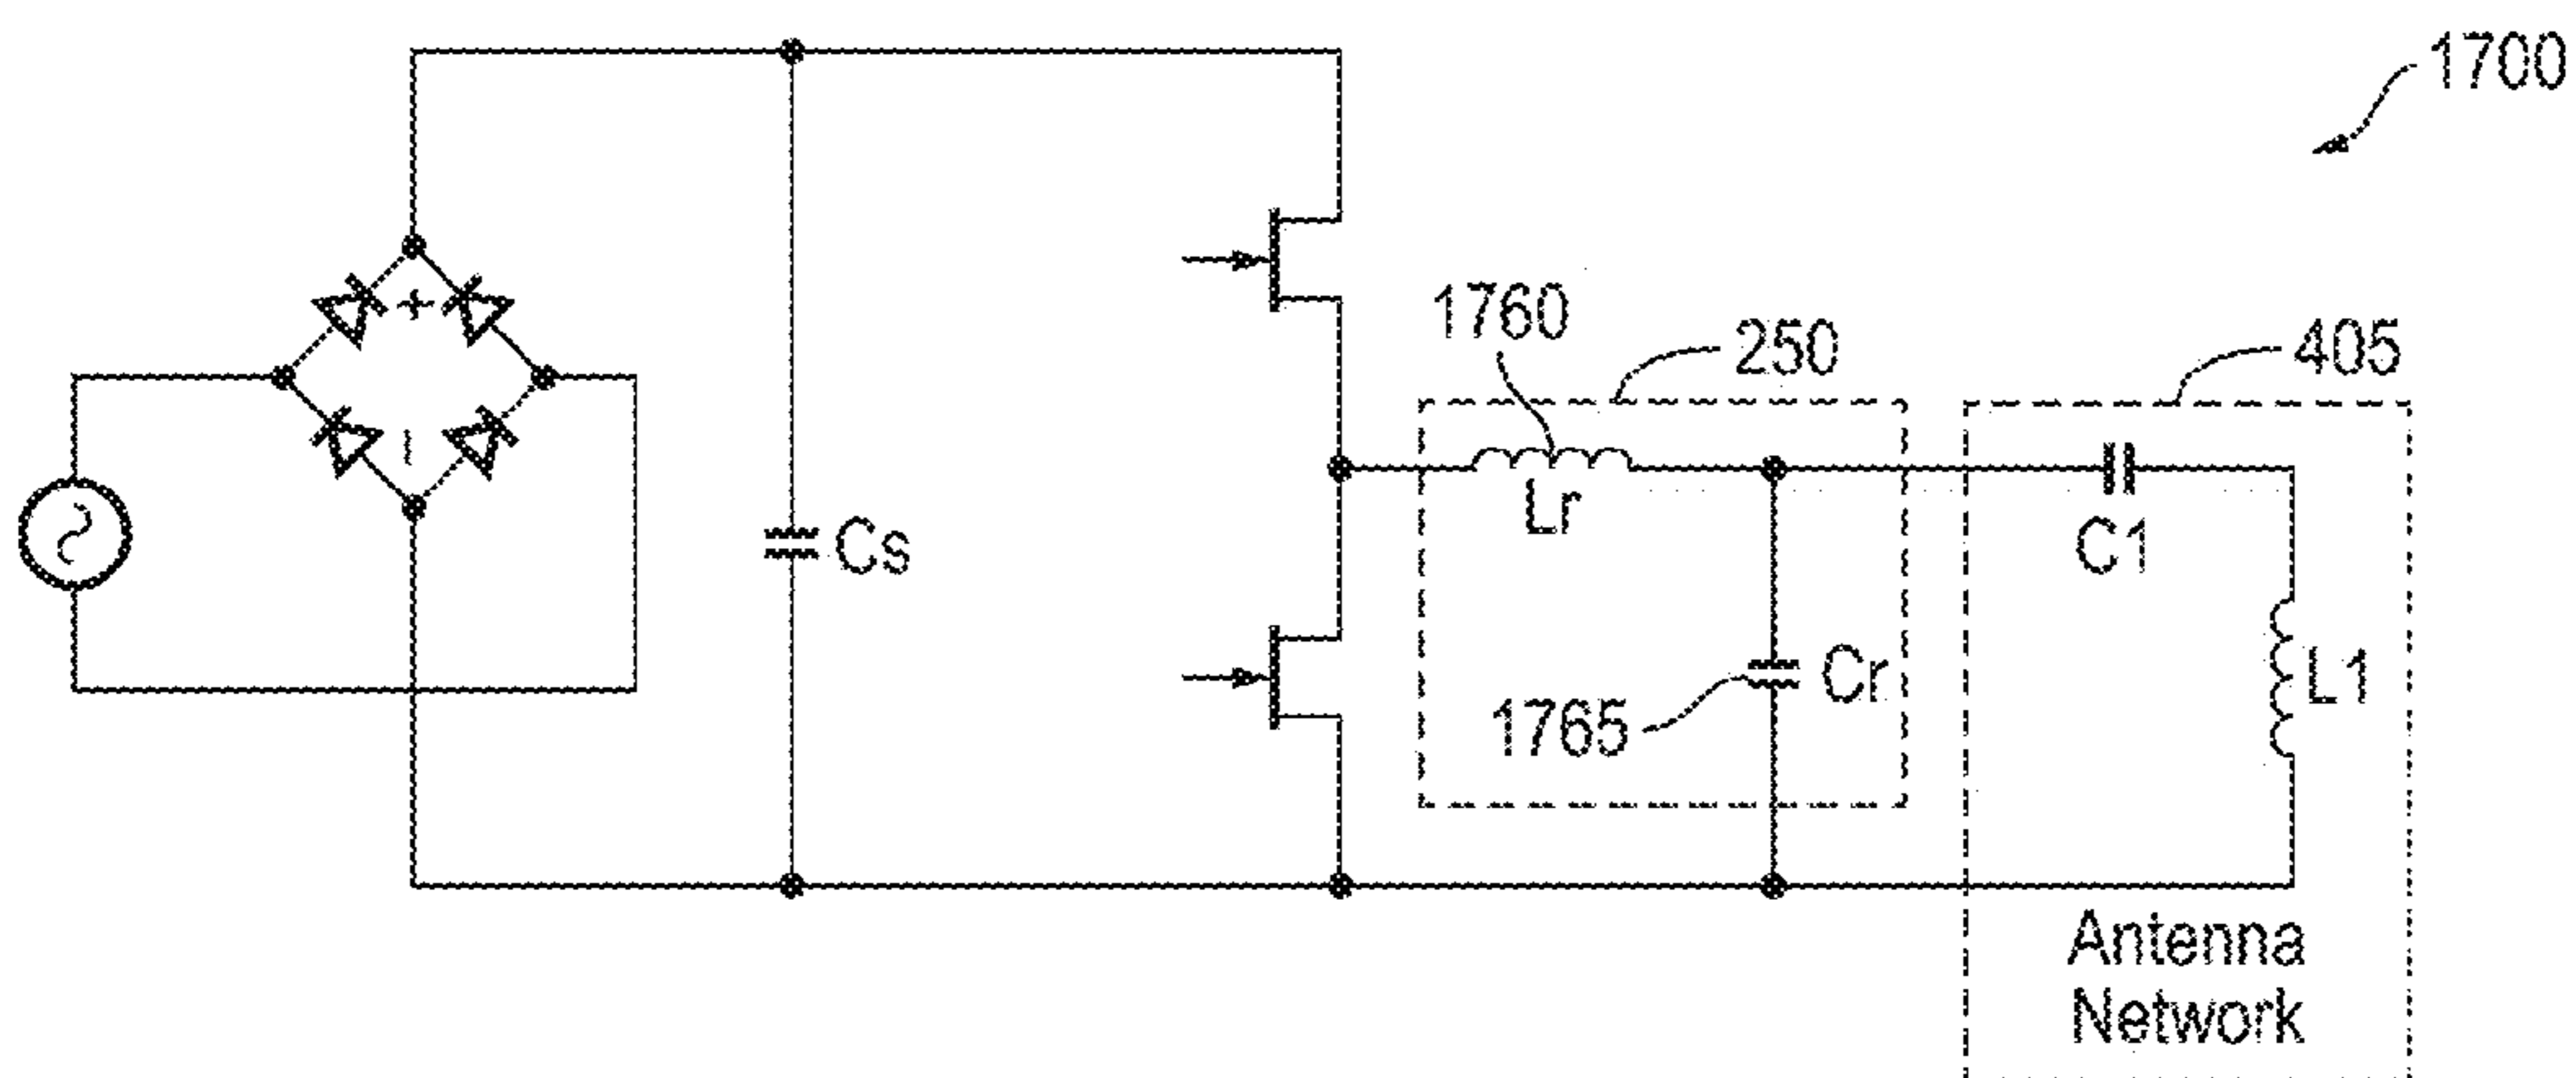 1700
+
1760
250
405
−
Lr
C1
Cs
1765
Cr
L1
Antenna
Network